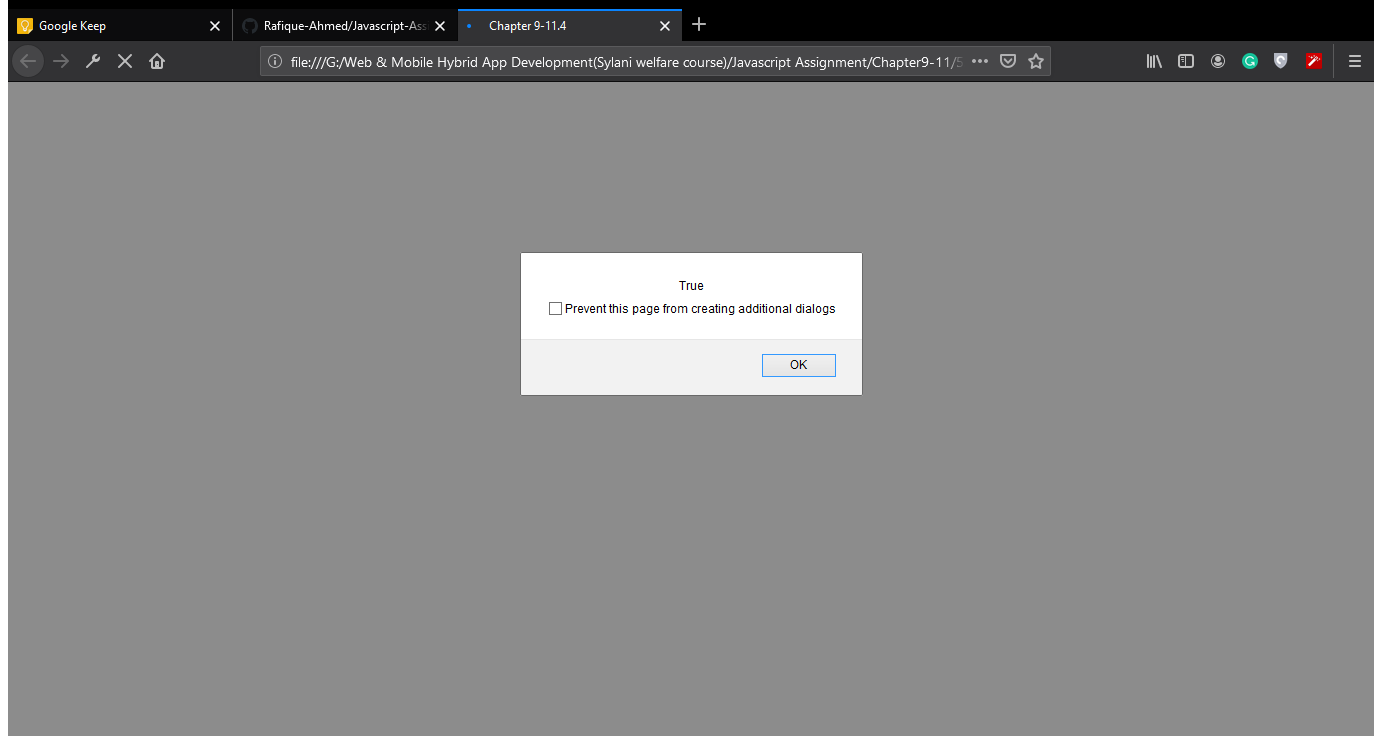 Google Keep
Rafique-Ahmed/Javascript-Ass
Chapter 9-11.4
file:///G:/Web & Mobile Hybrid App Development(Sylani welfare course)/Javascript Assignment/Chapter9-11/5
True
Prevent this page from creating additional dialogs
OK